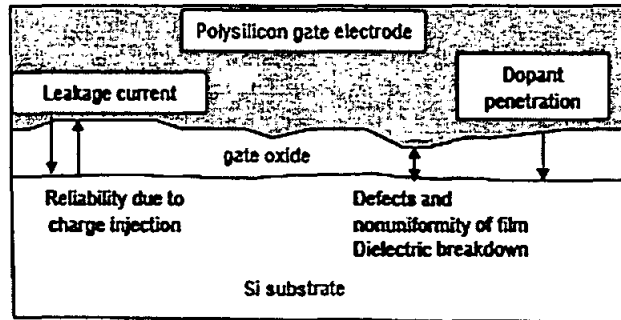 Polysilicon gate electrode
Leakage current
Dopant
penetration
gate oxide
Reliability due to
charge injection
Defects and
nonuniformity of film
Dielectric breakdown
Si substrate